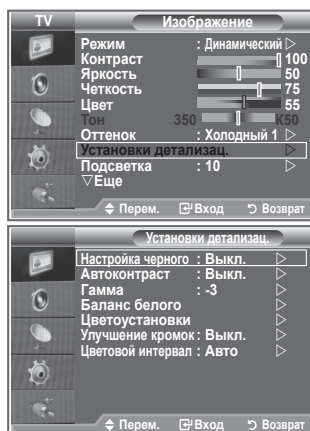 TV
Изображение
Режим : Динамический ▷
Контраст 100
Яркость 50
Четкость 75
Цвет 55
Тон З50 К50
Оттенок : Холодный 1 ▷
Установки детализац. ▷
Подсветка : 10 ▷
▽Еще
Перем. Вход Возврат
Установки детализац.
Настройка черного : Выкл. ▷
Автоконтраст : Выкл. ▷
Гамма : -3 ▷
Баланс белого ▷
Цветоустановки ▷
Улучшение кромок : Выкл. ▷
Цветовой интервал : Авто ▷
Перем. Вход Возврат